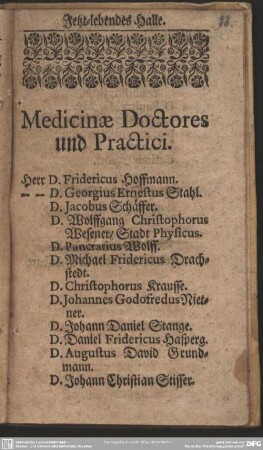 Jetzt-lebendes Halle.
Medicinæ Doctores
und Practici.
Herr D. Fridericus Hoffmann.
-- -- D. Georgius Ernestus Stahl.
D. Jacobus Schäffer.
D. Wolffgang Christophorus
Wesener/ Stadt Physicus.
D. Pancratius Wolff.
D. Michael Fridericus Drach-
stedt.
D. Christophorus Krausse.
D. Johannes Godofredus Niet-
ner.
D. Johann Daniel Stange.
D. Daniel Fridericus Hasperg.
D. Augustus David Grund-
mann.
D. Johann Christian Stisser.